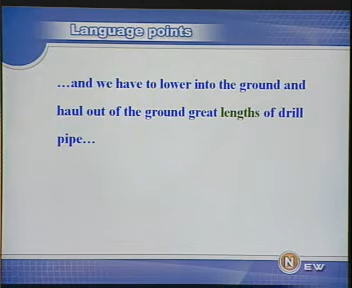 Language points
…and we have to lower into the ground and
haul out of the ground great lengths of drill
pipe…
N EW